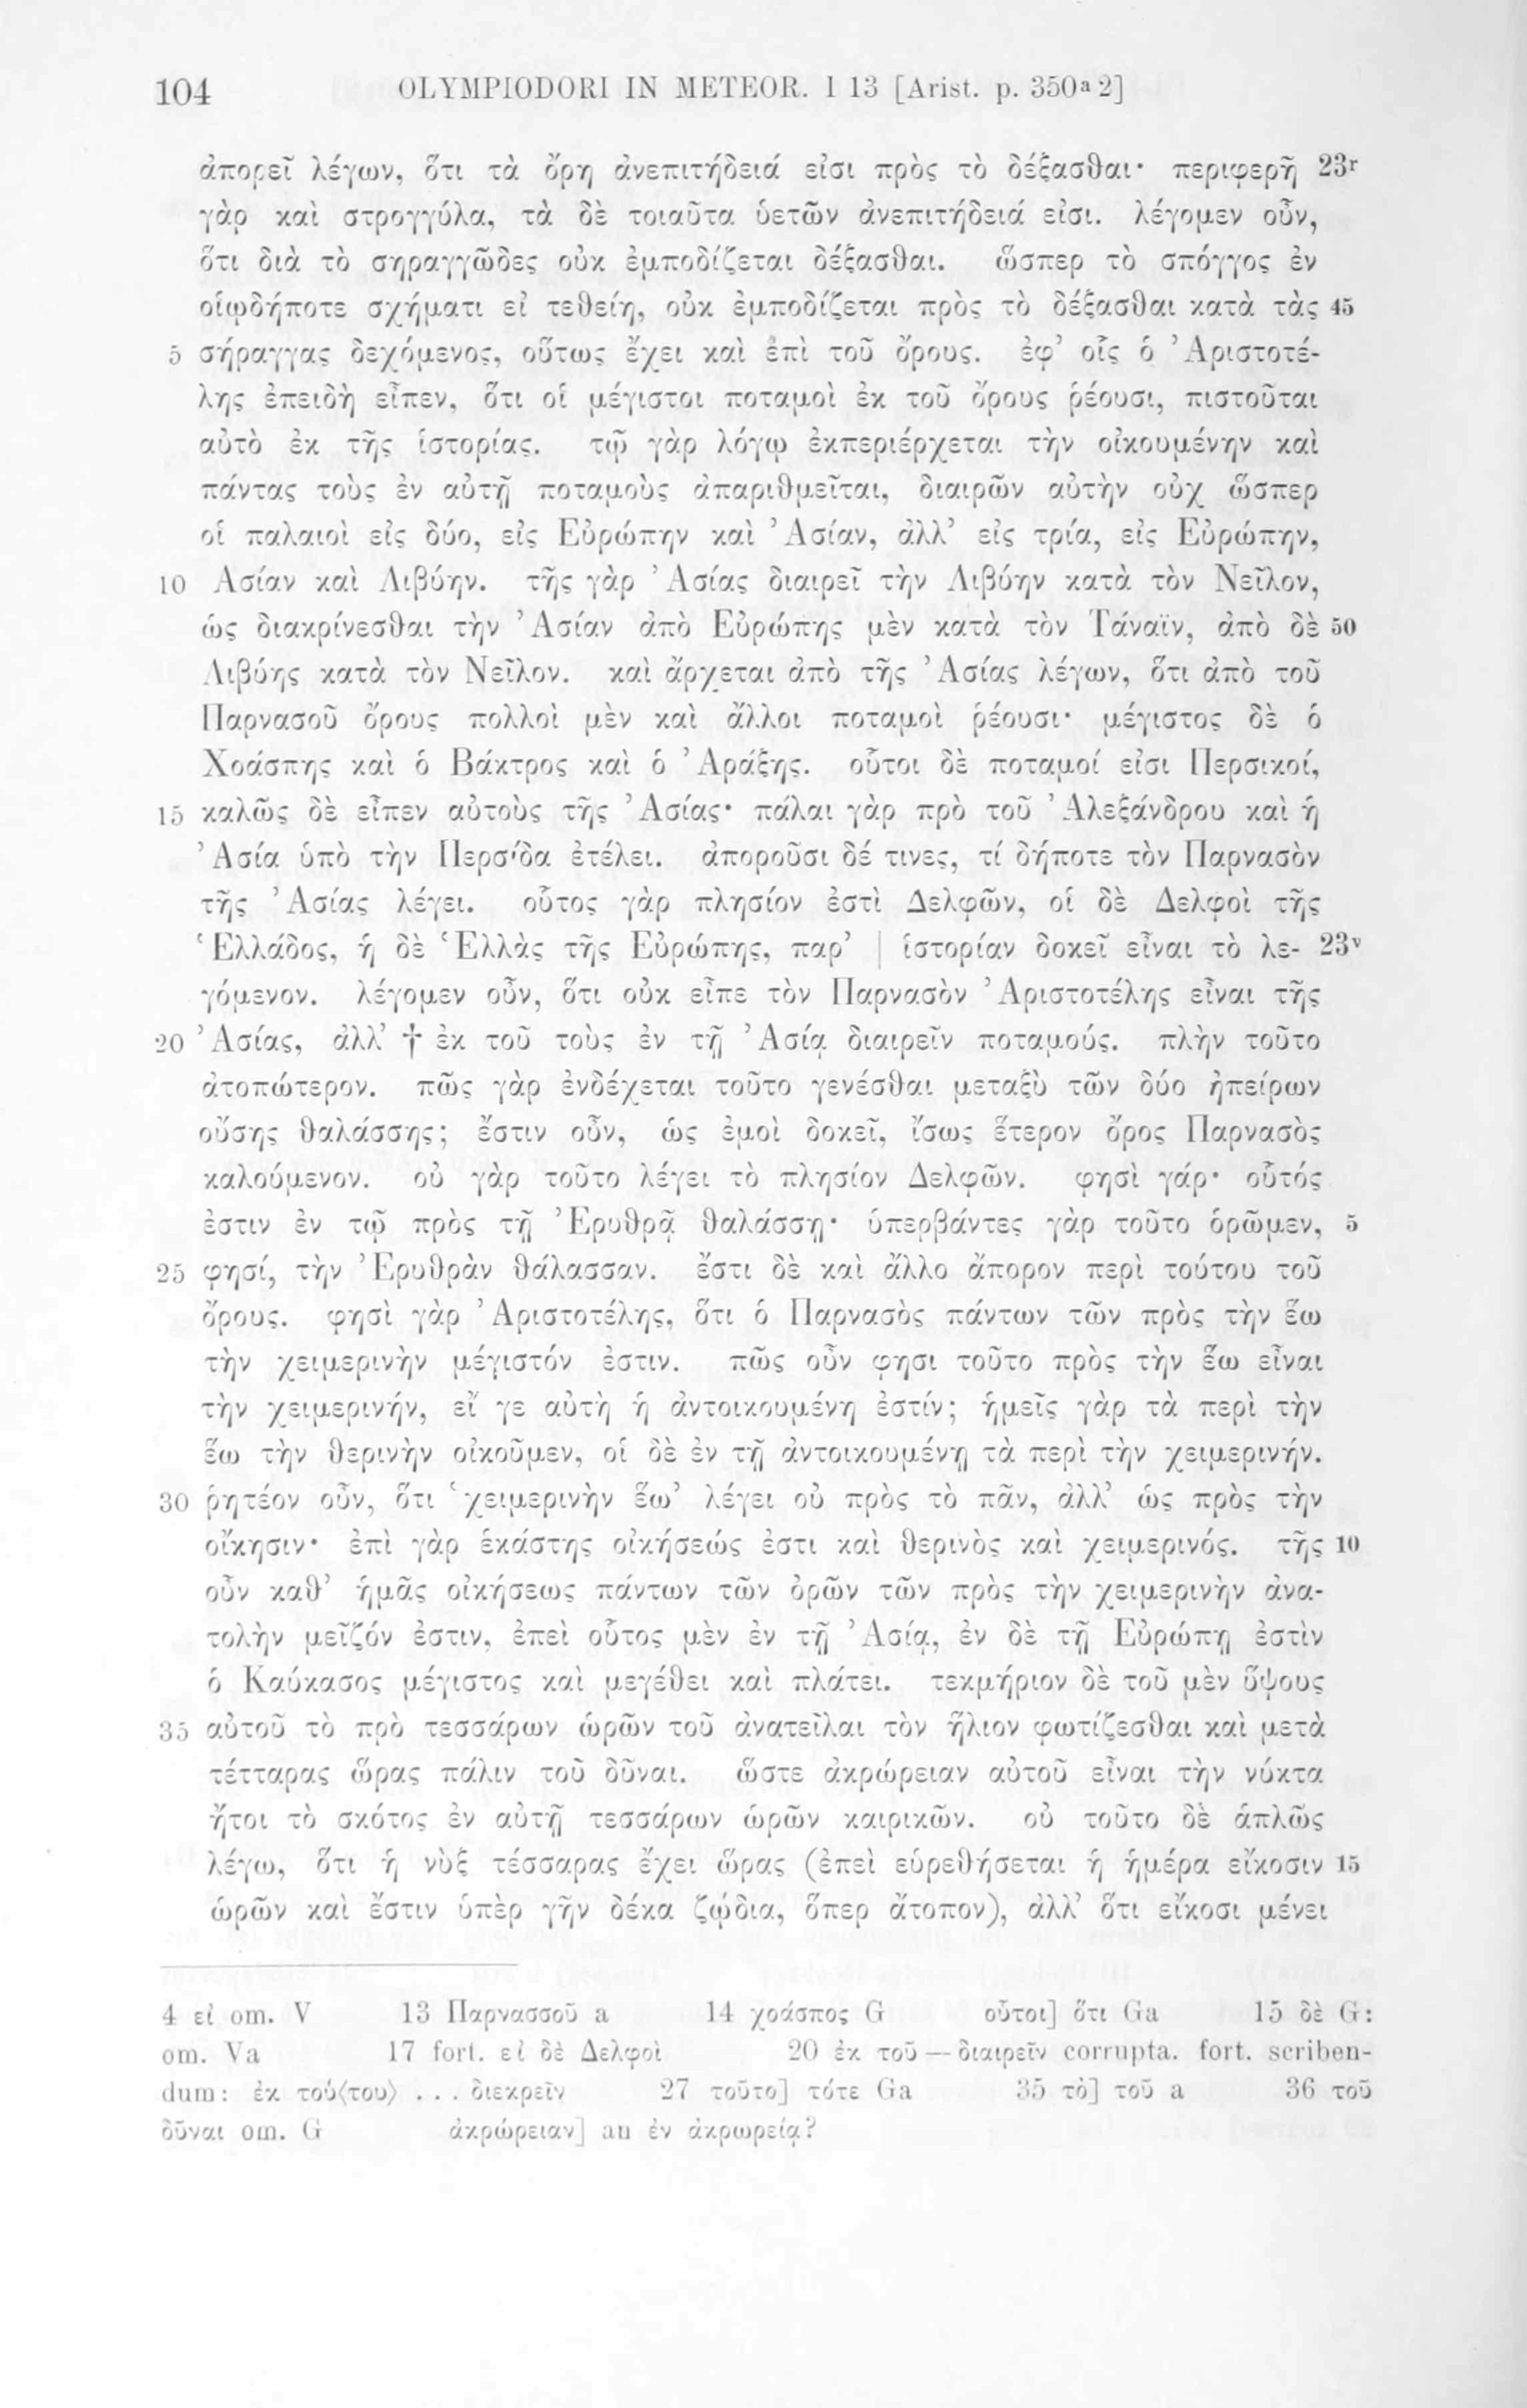 104 OLYMPIODORI IN METEOR. I 13 [Arist. p. 350ᵃ2]
ἀπορεῖ λέγων, ὅτι τὰ ὄρη ἀνεπιτήδειά εἰσι πρὸς τὸ δέξασθαι· περιφερῆ 23ʳ
γὰρ καὶ στρογγύλα, τὰ δὲ τοιαῦτα ὑετῶν ἀνεπιτήδειά εἰσι. λέγομεν οὖν,
ὅτι διὰ τὸ σηραγγῶδες οὐκ ἐμποδίζεται δέξασθαι. ὥσπερ τὸ σπόγγος ἐν
οἱῳδήποτε σχήματι εἰ τεθείη, οὐκ ἐμποδίζεται πρὸς τὸ δέξασθαι κατὰ τὰς 45
5 σήραγγας δεχόμενος, οὕτως ἔχει καὶ ἐπὶ τοῦ ὄρους. ἐφ’ οἷς ὁ Ἀριστοτέ-
λης ἐπειδὴ εἶπεν, ὅτι οἱ μέγιστοι ποταμοὶ ἐκ τοῦ ὄρους ῥέουσι, πιστοῦται
αὐτὸ ἐκ τῆς ἱστορίας. τῷ γὰρ λόγῳ ἐκπεριέρχεται τὴν οἰκουμένην καὶ
πάντας τοὺς ἐν αὐτῇ ποταμοὺς ἀπαριθμεῖται, διαιρῶν αὐτὴν οὐχ ὥσπερ
οἱ παλαιοὶ εἰς δύο, εἰς Εὐρώπην καὶ Ἀσίαν, ἀλλ’ εἰς τρία, εἰς Εὐρώπην,
10 Ἀσίαν καὶ Λιβύην. τῆς γὰρ Ἀσίας διαιρεῖ τὴν Λιβύην κατὰ τὸν Νεῖλον,
ὡς διακρίνεσθαι τὴν Ἀσίαν ἀπὸ Εὐρώπης μὲν κατὰ τὸν Τάναϊν, ἀπὸ δὲ 50
Λιβύης κατὰ τὸν Νεῖλον. καὶ ἄρχεται ἀπὸ τῆς Ἀσίας λέγων, ὅτι ἀπὸ τοῦ
Παρνασοῦ ὄρους πολλοὶ μὲν καὶ ἄλλοι ποταμοὶ ῥέουσι· μέγιστος δὲ ὁ
Χοάσπης καὶ ὁ Βάκτρος καὶ ὁ Ἀράξης. οὗτοι δὲ ποταμοί εἰσι Περσικοί,
15 καλῶς δὲ εἶπεν αὐτοὺς τῆς Ἀσίας· πάλαι γὰρ πρὸ τοῦ Ἀλεξάνδρου καὶ ἡ
Ἀσία ὑπὸ τὴν Περσίδα ἐτέλει. ἀποροῦσι δέ τινες, τί δήποτε τὸν Παρνασὸν
τῆς Ἀσίας λέγει. οὗτος γὰρ πλησίον ἐστὶ Δελφῶν, οἱ δὲ Δελφοὶ τῆς
Ἑλλάδος, ἡ δὲ Ἑλλὰς τῆς Εὐρώπης, παρ’ | ἱστορίαν δοκεῖ εἶναι τὸ λε- 23ᵛ
γόμενον. λέγομεν οὖν, ὅτι οὐκ εἶπε τὸν Παρνασὸν Ἀριστοτέλης εἶναι τῆς
20 Ἀσίας, ἀλλ’ † ἐκ τοῦ τοὺς ἐν τῇ Ἀσίᾳ διαιρεῖν ποταμούς. πλὴν τοῦτο
ἀτοπώτερον. πῶς γὰρ ἐνδέχεται τοῦτο γενέσθαι μεταξὺ τῶν δύο ἠπείρων
οὔσης θαλάσσης; ἔστιν οὖν, ὡς ἐμοὶ δοκεῖ, ἴσως ἕτερον ὄρος Παρνασὸς
καλούμενον. οὐ γὰρ τοῦτο λέγει τὸ πλησίον Δελφῶν. φησὶ γάρ· οὗτός
ἐστιν ἐν τῷ πρὸς τῇ Ἐρυθρᾷ θαλάσσῃ· ὑπερβάντες γὰρ τοῦτο ὁρῶμεν, 5
25 φησί, τὴν Ἐρυθρὰν θάλασσαν. ἔστι δὲ καὶ ἄλλο ἄπορον περὶ τούτου τοῦ
ὄρους. φησὶ γὰρ Ἀριστοτέλης, ὅτι ὁ Παρνασὸς πάντων τῶν πρὸς τὴν ἕω
τὴν χειμερινὴν μέγιστόν ἐστιν. πῶς οὖν φησι τοῦτο πρὸς τὴν ἕω εἶναι
τὴν χειμερινήν, εἴ γε αὐτὴ ἡ ἀντοικουμένη ἐστίν; ἡμεῖς γὰρ τὰ περὶ τὴν
ἕω τὴν θερινὴν οἰκοῦμεν, οἱ δὲ ἐν τῇ ἀντοικουμένῃ τὰ περὶ τὴν χειμερινήν.
30 ῥητέον οὖν, ὅτι ‘χειμερινὴν ἕω’ λέγει οὐ πρὸς τὸ πᾶν, ἀλλ’ ὡς πρὸς τὴν
οἴκησιν· ἐπὶ γὰρ ἑκάστης οἰκήσεώς ἐστι καὶ θερινὸς καὶ χειμερινός. τῆς 10
οὖν καθ’ ἡμᾶς οἰκήσεως πάντων τῶν ὀρῶν τῶν πρὸς τὴν χειμερινὴν ἀνα-
τολὴν μεῖζόν ἐστιν, ἐπεὶ οὗτος μὲν ἐν τῇ Ἀσίᾳ, ἐν δὲ τῇ Εὐρώπῃ ἐστὶν
ὁ Καύκασος μέγιστος καὶ μεγέθει καὶ πλάτει. τεκμήριον δὲ τοῦ μὲν ὕψους
35 αὐτοῦ τὸ πρὸ τεσσάρων ὡρῶν τοῦ ἀνατεῖλαι τὸν ἥλιον φωτίζεσθαι καὶ μετὰ
τέτταρας ὥρας πάλιν τοῦ δῦναι. ὥστε ἀκρώρειαν αὐτοῦ εἶναι τὴν νύκτα
ἤτοι τὸ σκότος ἐν αὐτῇ τεσσάρων ὡρῶν καιρικῶν. οὐ τοῦτο δὲ ἁπλῶς
λέγω, ὅτι ἡ νὺξ τέσσαρας ἔχει ὥρας (ἐπεὶ εὑρεθήσεται ἡ ἡμέρα εἴκοσιν 15
ὡρῶν καὶ ἔστιν ὑπὲρ γῆν δέκα ζῴδια, ὅπερ ἄτοπον), ἀλλ’ ὅτι εἴκοσι μένει
4 εἰ om. V 13 Παρνασσοῦ a 14 χοάσπος G οὗτοι] ὅτι Ga 15 δὲ G:
om. Va 17 fort. εἰ δὲ Δελφοὶ 20 ἐκ τοῦ — διαιρεῖν corrupta. fort. scriben-
dum: ἐκ τού⟨του⟩ . . . διεκρεῖν 27 τοῦτο] τότε Ga 35 τὸ] τοῦ a 36 τοῦ
δῦναι om. G ἀκρώρειαν] an ἐν ἀκρωρείᾳ?